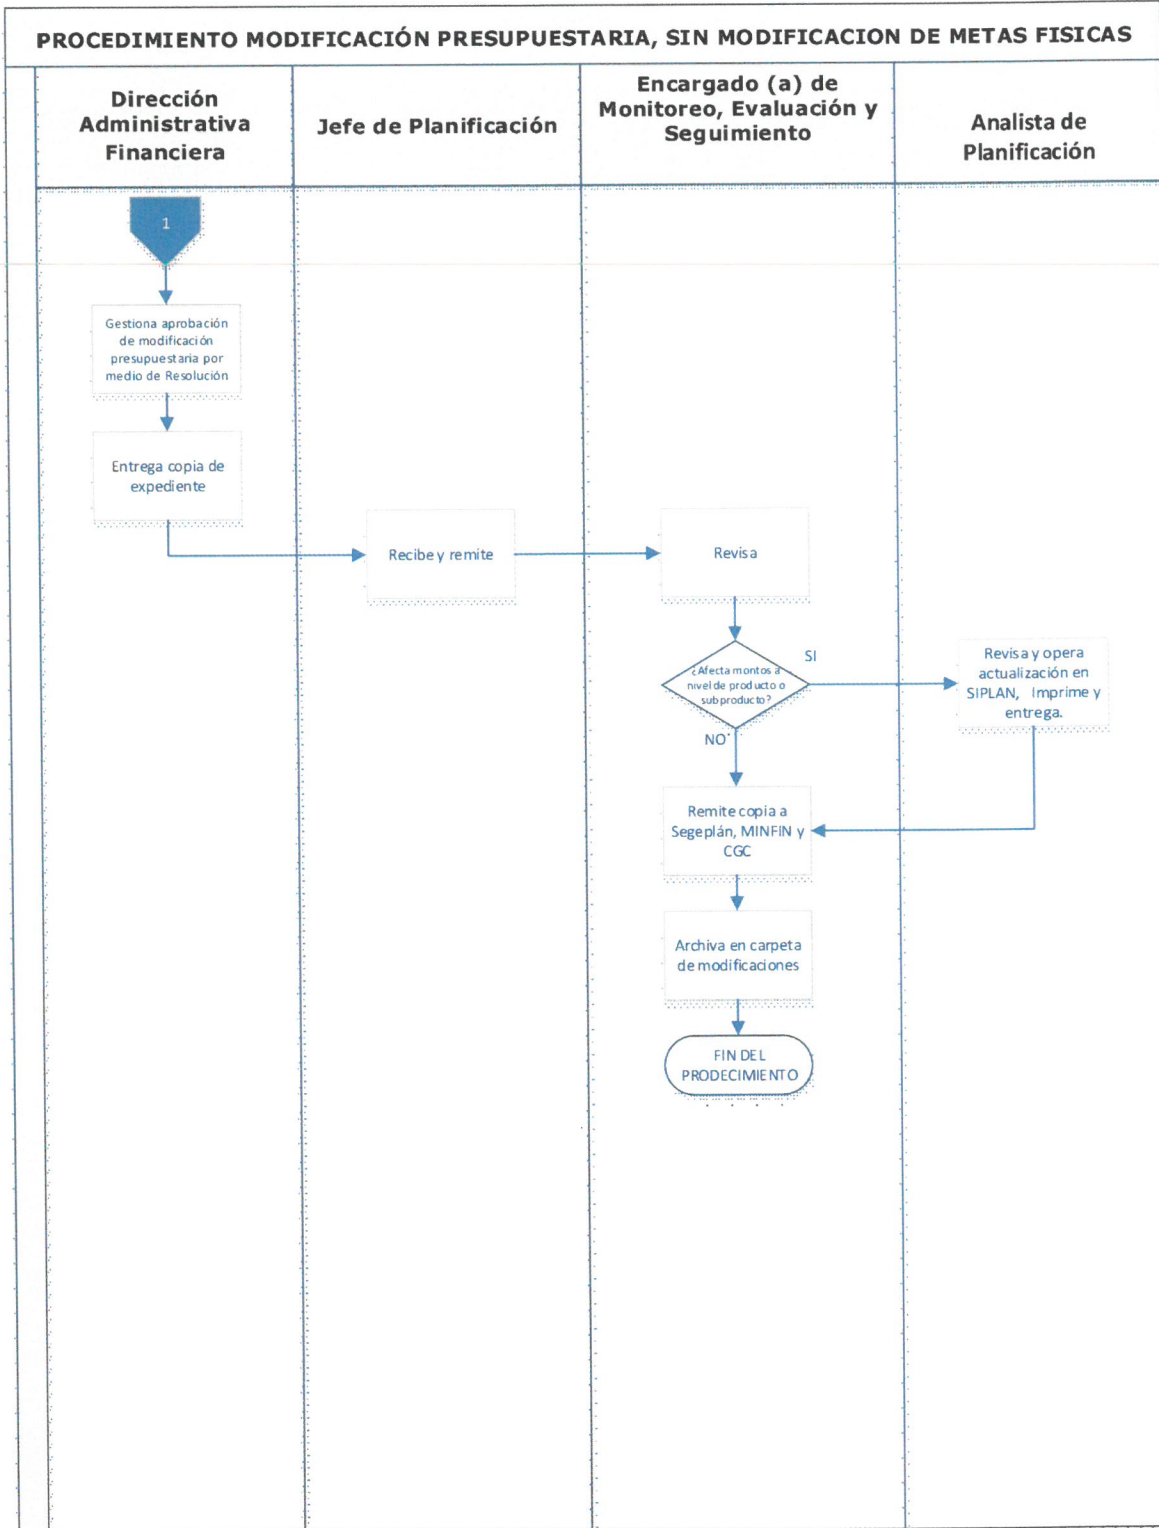 PROCEDIMIENTO MODIFICACIÓN PRESUPUESTARIA, SIN MODIFICACION DE METAS FISICAS
Dirección
Administrativa
Financiera
Jefe de Planificación
Encargado (a) de
Monitoreo, Evaluación y
Seguimiento
Analista de
Planificación
1
Gestiona aprobación
de modificación
presupuestaria por
medio de Resolución
Entrega copia de
expediente
Recibe y remite
Revisa
¿Afecta montos a
nivel de producto o
subproducto?
SI
NO
Revisa y opera
actualización en
SIPLAN, Imprime y
entrega.
Remite copia a
Segeplán, MINFIN y
CGC
Archiva en carpeta
de modificaciones
FIN DEL
PRODECIMIENTO